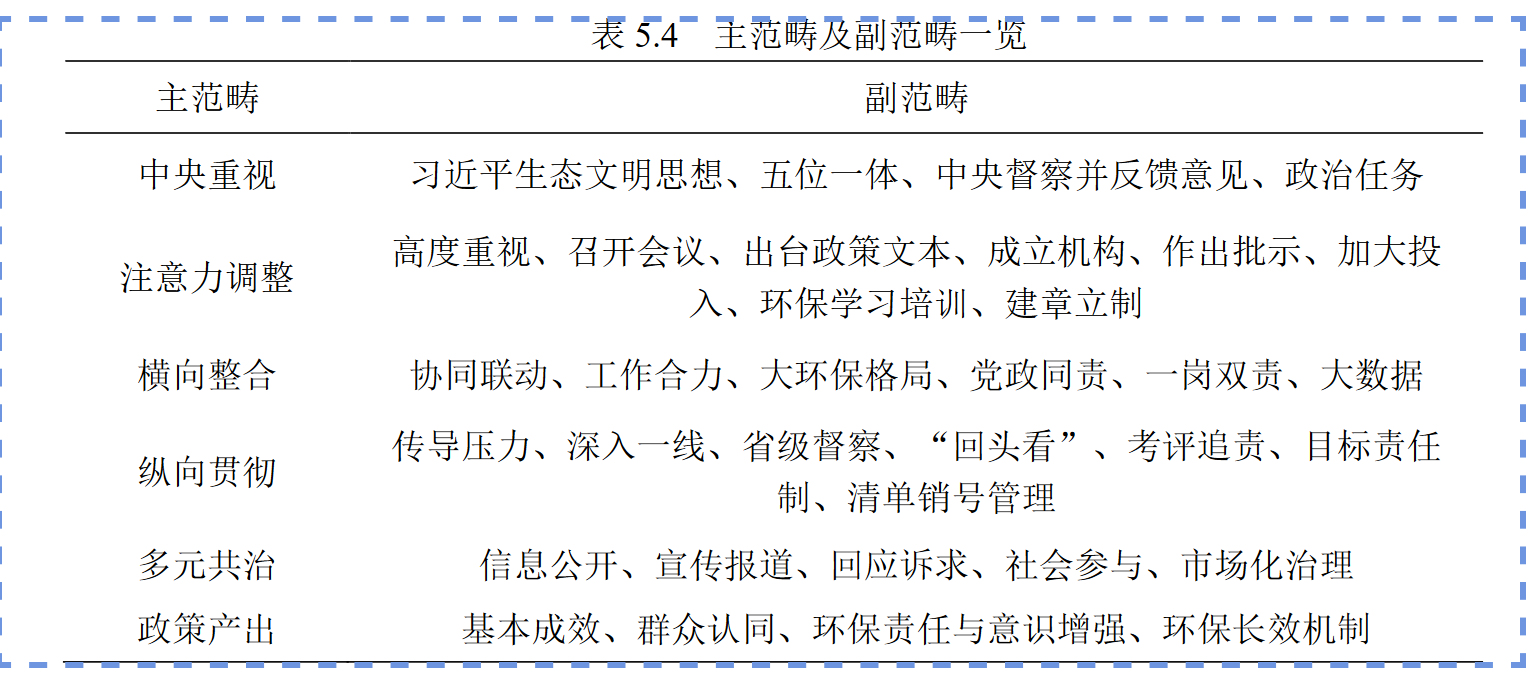 表 5.4 主范畴及副范畴一览
主范畴 副范畴
中央重视 习近平生态文明思想、五位一体、中央督察并反馈意见、政治任务
注意力调整 高度重视、召开会议、出台政策文本、成立机构、作出批示、加大投
入、环保学习培训、建章立制
横向整合 协同联动、工作合力、大环保格局、党政同责、一岗双责、大数据
纵向贯彻 传导压力、深入一线、省级督察、“回头看”、考评追责、目标责任
制、清单销号管理
多元共治 信息公开、宣传报道、回应诉求、社会参与、市场化治理
政策产出 基本成效、群众认同、环保责任与意识增强、环保长效机制